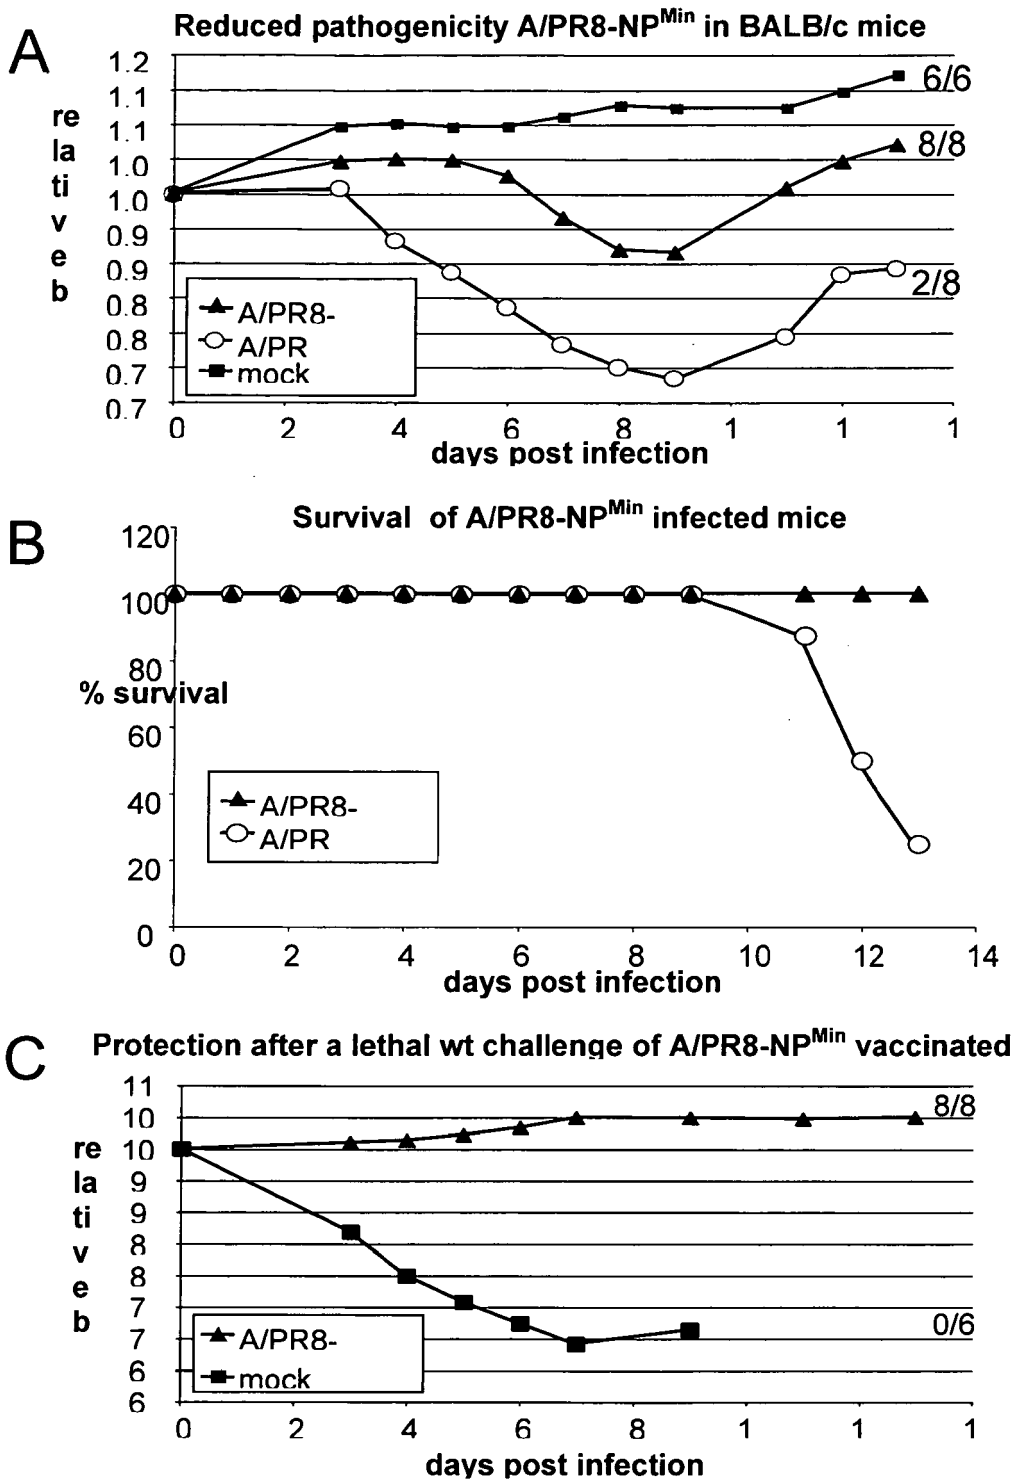 A
Reduced pathogenicity A/PR8-NP^Min in BALB/c mice
re
la
ti
v
e
b
1.2
1.1
1.1
1.0
1.0
0.9
0.9
0.8
0.8
0.7
0.7
6/6
8/8
2/8
A/PR8-
A/PR
mock
0 2 4 6 8 1 1 1
days post infection
B
Survival of A/PR8-NP^Min infected mice
120
100
80
% survival
60
40
20
0
A/PR8-
A/PR
0 2 4 6 8 10 12 14
days post infection
C
Protection after a lethal wt challenge of A/PR8-NP^Min vaccinated
re
la
ti
v
e
b
11
10
10
9
9
8
8
7
7
6
6
8/8
0/6
A/PR8-
mock
0 2 4 6 8 1 1 1
days post infection